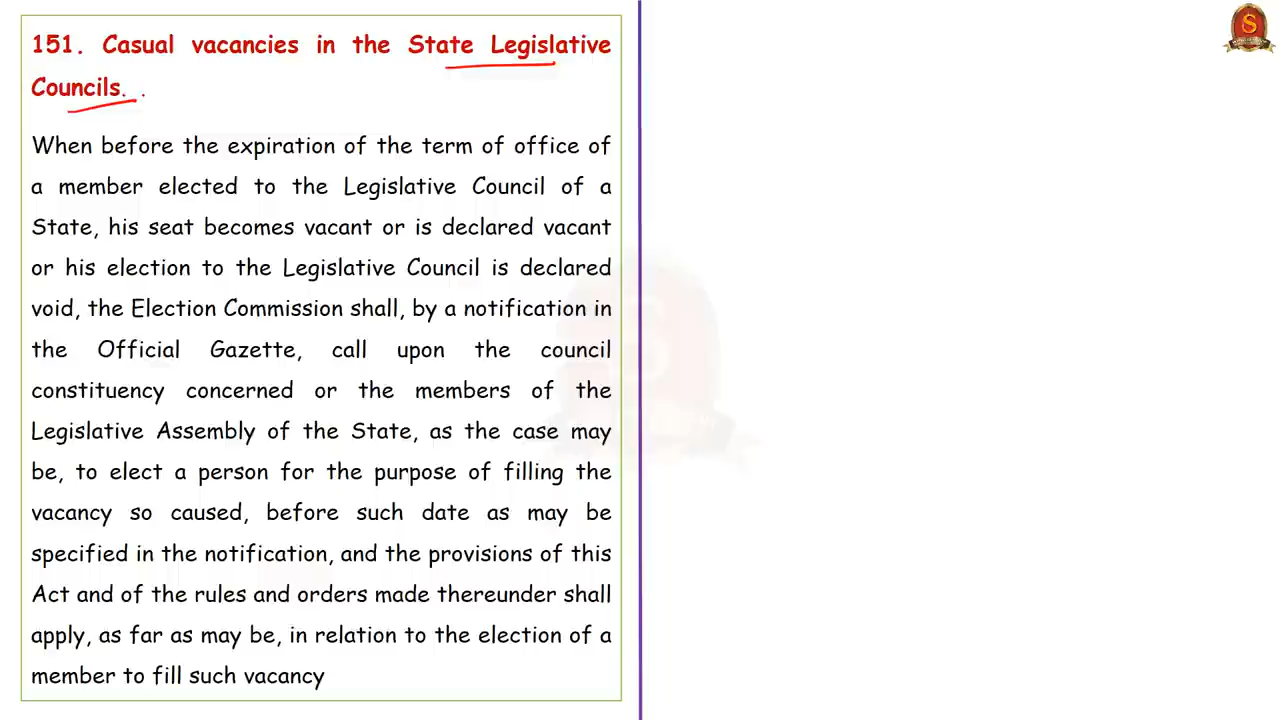 151. Casual vacancies in the State Legislative
Councils. .
When before the expiration of the term of office of
a member elected to the Legislative Council of a
State, his seat becomes vacant or is declared vacant
or his election to the Legislative Council is declared
void, the Election Commission shall, by a notification in
the Official Gazette, call upon the council
constituency concerned or the members of the
Legislative Assembly of the State, as the case may
be, to elect a person for the purpose of filling the
vacancy so caused, before such date as may be
specified in the notification, and the provisions of this
Act and of the rules and orders made thereunder shall
apply, as far as may be, in relation to the election of a
member to fill such vacancy
S